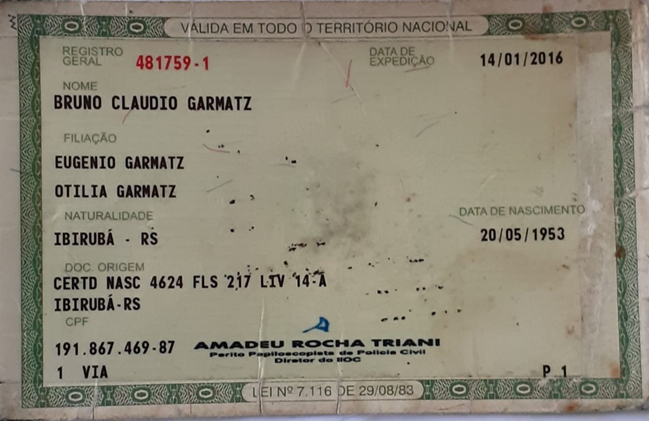 VÁLIDA EM TODO O TERRITÓRIO NACIONAL
REGISTRO GERAL 481759-1 DATA DE EXPEDIÇÃO 14/01/2016
NOME
BRUNO CLAUDIO GARMATZ
FILIAÇÃO
EUGENIO GARMATZ
OTILIA GARMATZ
NATURALIDADE DATA DE NASCIMENTO
IBIRUBÁ - RS 20/05/1953
DOC. ORIGEM
CERTD NASC 4624 FLS 217 LIV 14-A
IBIRUBÁ-RS
CPF
191.867.469-87 AMADEU ROCHA TRIANI
Perito Papiloscopista de Polícia Civil
Diretor do IIOC
1 VIA P 1
LEI Nº 7.116 DE 29/08/83